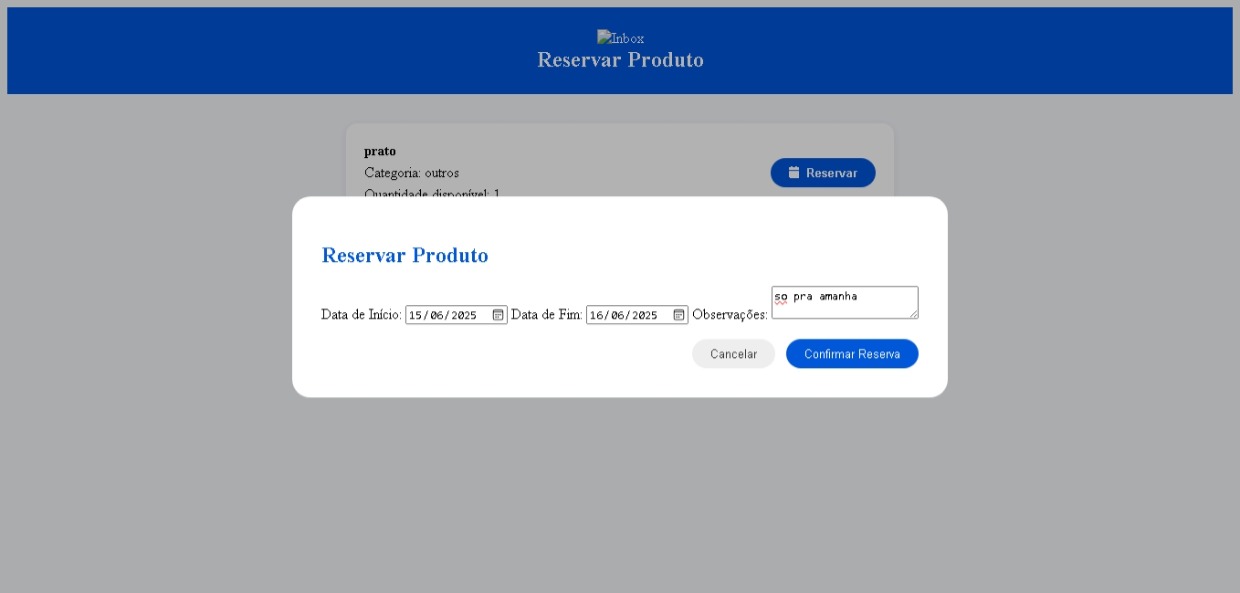 Inbox
Reservar Produto
prato
Categoria: outros
Reservar
Quantidade disponível: 1
Reservar Produto
Data de Início: 15/06/2025 Data de Fim: 16/06/2025 Observações: so pra amanha
Cancelar Confirmar Reserva